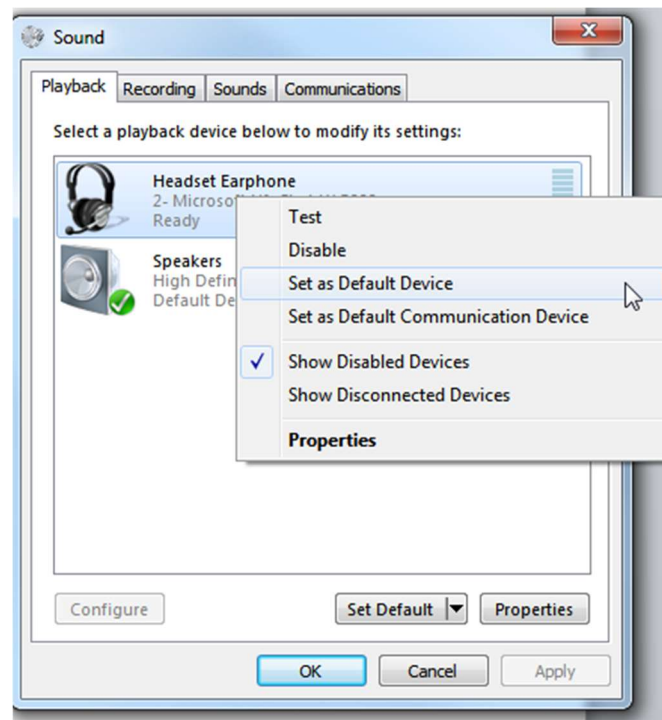 Sound
Playback Recording Sounds Communications
Select a playback device below to modify its settings:
Headset Earphone
2- Microsof
Ready
Test
Disable
Speakers
High Defin
Default De
Set as Default Device
Set as Default Communication Device
Show Disabled Devices
Show Disconnected Devices
Properties
Configure Set Default Properties
OK Cancel Apply